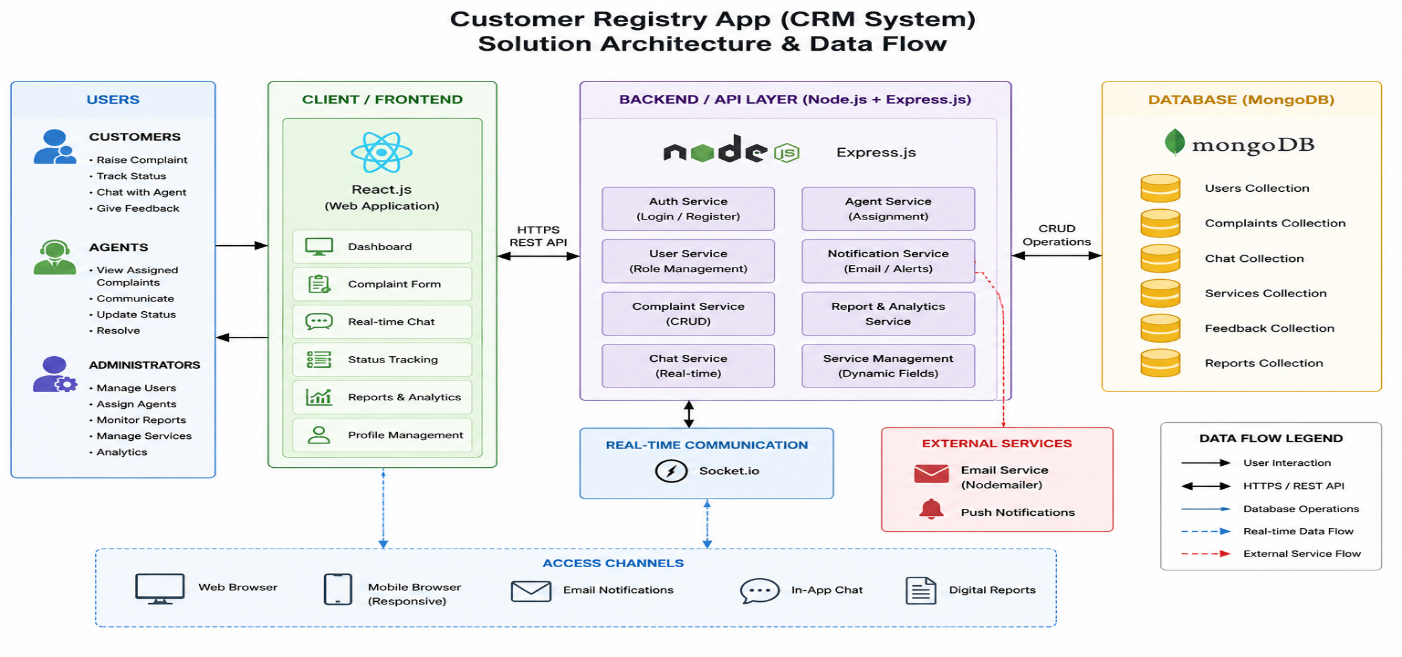 Customer Registry App (CRM System)
Solution Architecture & Data Flow
USERS
CUSTOMERS
• Raise Complaint
• Track Status
• Chat with Agent
• Give Feedback
AGENTS
• View Assigned
Complaints
• Communicate
• Update Status
• Resolve
ADMINISTRATORS
• Manage Users
• Assign Agents
• Monitor Reports
• Manage Services
• Analytics
CLIENT / FRONTEND
React.js
(Web Application)
Dashboard
Complaint Form
Real-time Chat
Status Tracking
Reports & Analytics
Profile Management
HTTPS
REST API
BACKEND / API LAYER (Node.js + Express.js)
node JS
Express.js
Auth Service
(Login / Register)
Agent Service
(Assignment)
User Service
(Role Management)
Notification Service
(Email / Alerts)
Complaint Service
(CRUD)
Report & Analytics
Service
Chat Service
(Real-time)
Service Management
(Dynamic Fields)
CRUD
Operations
DATABASE (MongoDB)
mongoDB
Users Collection
Complaints Collection
Chat Collection
Services Collection
Feedback Collection
Reports Collection
REAL-TIME COMMUNICATION
Socket.io
EXTERNAL SERVICES
Email Service
(Nodemailer)
Push Notifications
DATA FLOW LEGEND
User Interaction
HTTPS / REST API
Database Operations
Real-time Data Flow
External Service Flow
ACCESS CHANNELS
Web Browser
Mobile Browser
(Responsive)
Email Notifications
In-App Chat
Digital Reports